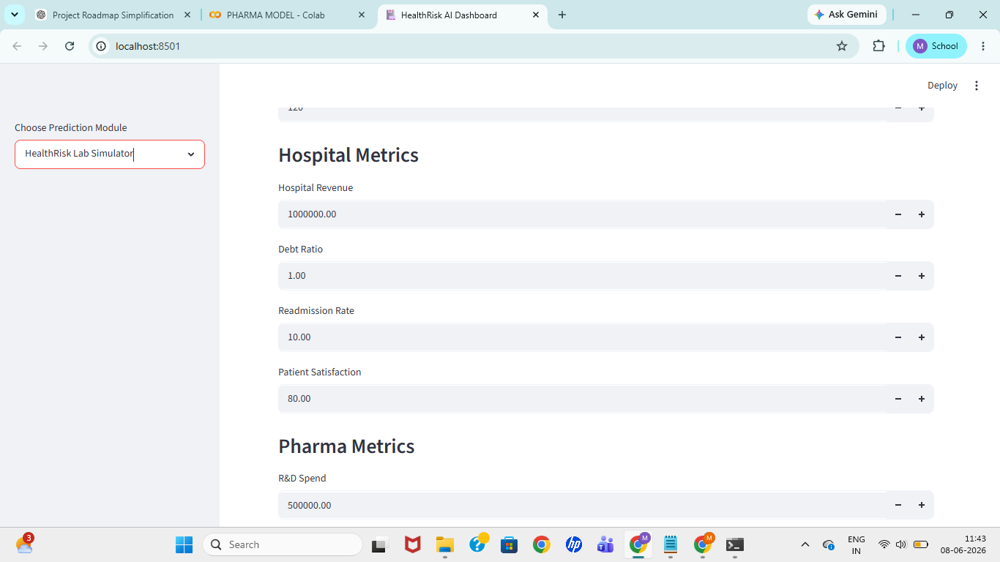 Project Roadmap Simplification
PHARMA MODEL - Colab
HealthRisk AI Dashboard
Ask Gemini
localhost:8501
M
School
Deploy
Choose Prediction Module
HealthRisk Lab Simulator
120
Hospital Metrics
Hospital Revenue
1000000.00
Debt Ratio
1.00
Readmission Rate
10.00
Patient Satisfaction
80.00
Pharma Metrics
R&D Spend
500000.00
3
Search
hp
T
M
M
ENG
IN
11:43
08-06-2026